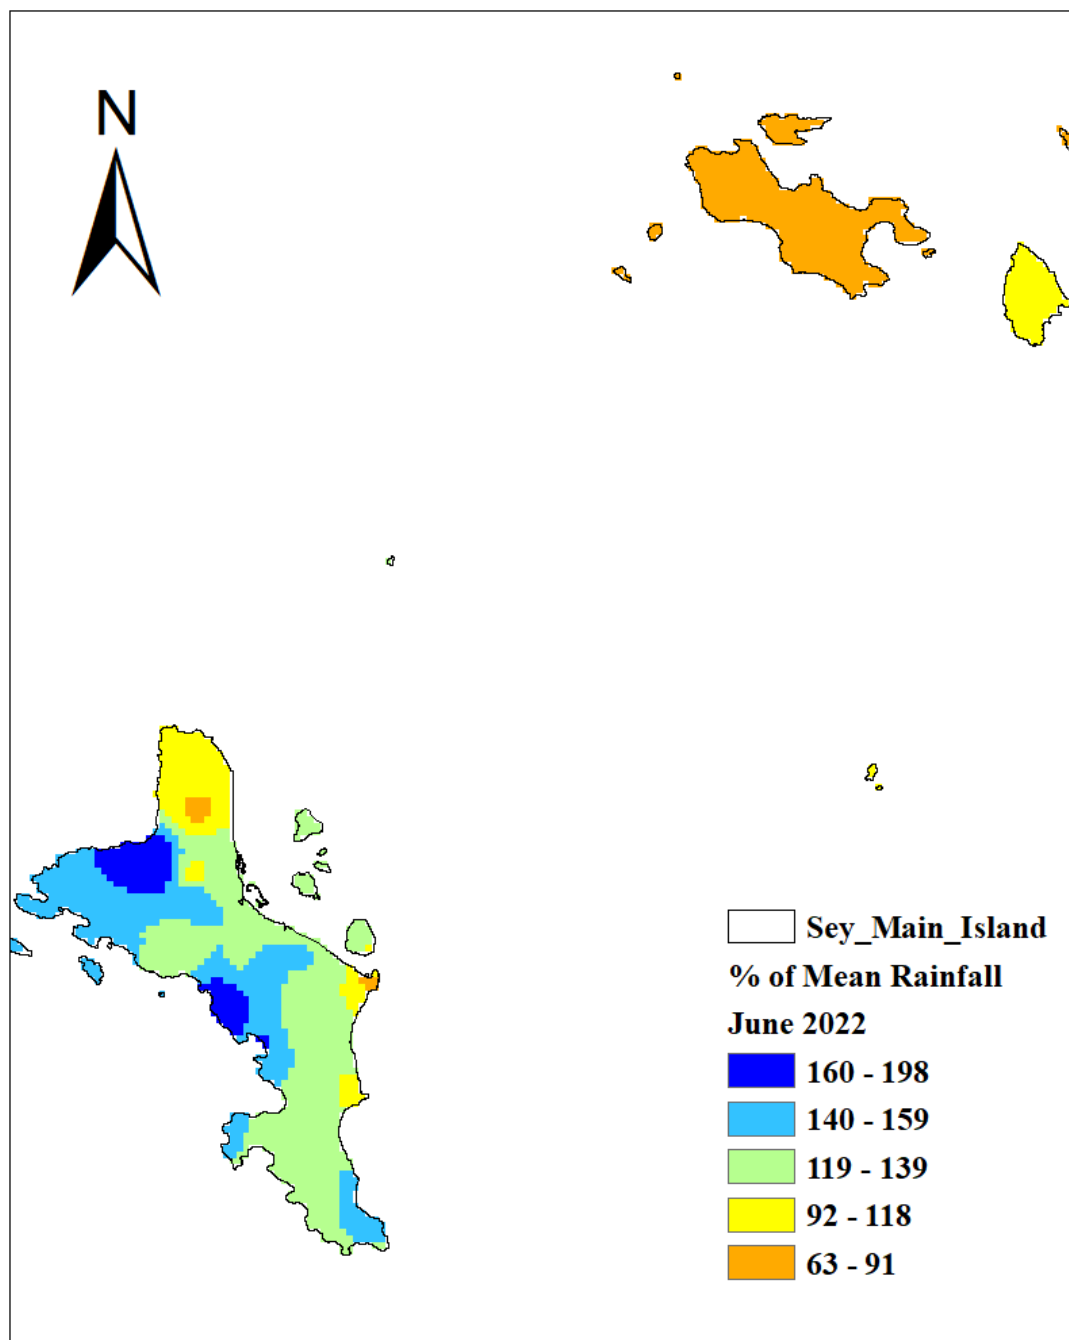 N
Sey_Main_Island
% of Mean Rainfall
June 2022
160 - 198
140 - 159
119 - 139
92 - 118
63 - 91